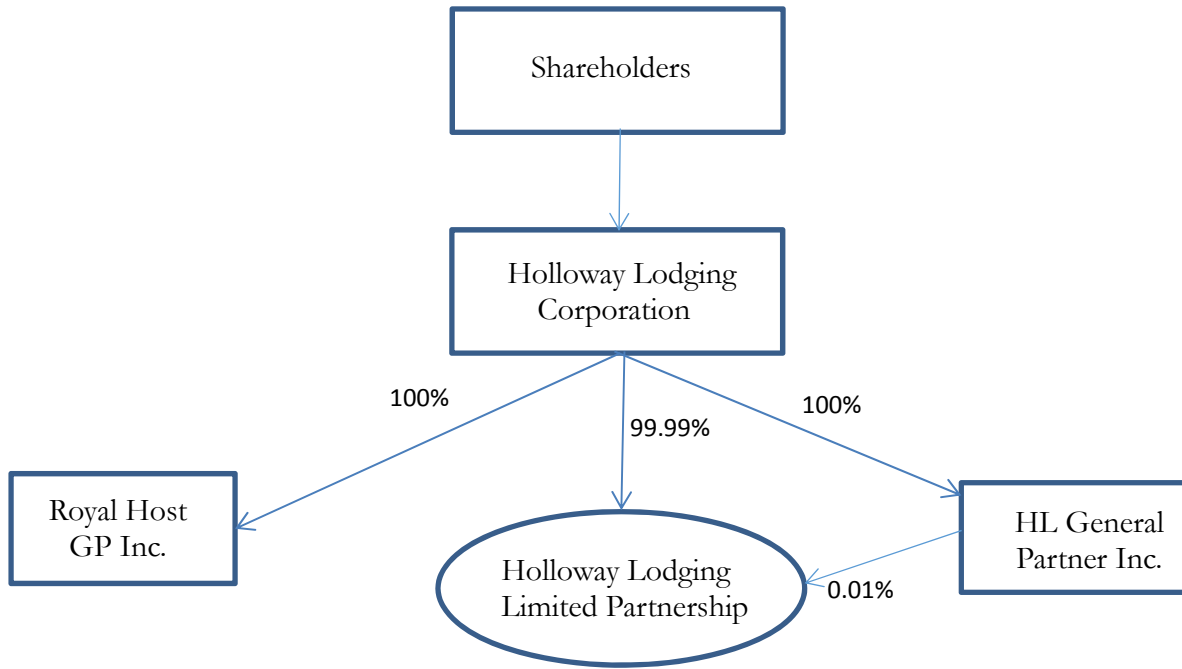 Shareholders
Holloway Lodging
Corporation
100%
99.99%
100%
Royal Host
GP Inc.
Holloway Lodging
Limited Partnership
0.01%
HL General
Partner Inc.